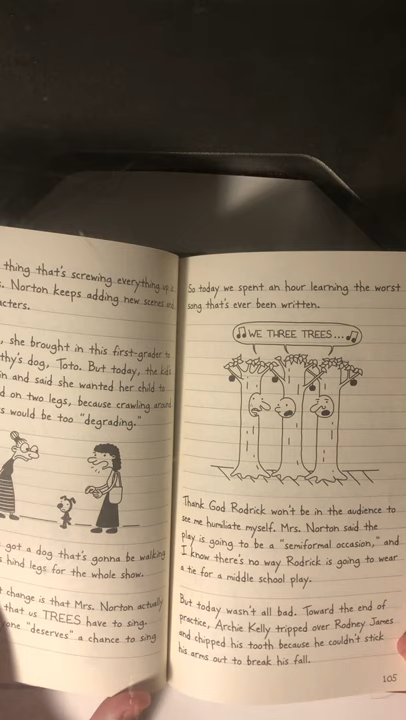 thing that's screwing everything up
Norton keeps adding new scenes and
she brought in this first-grader to
dog, Toto. But today, the kid's
in and said she wanted her child to
on two legs, because crawling around
would be too "degrading."
got a dog that's gonna be walking
hind legs for the whole show.
change is that Mrs. Norton actually
that us TREES have to sing.
"deserves" a chance to sing
So today we spent an hour learning the worst
song that's ever been written.
♫ WE THREE TREES... ♫
Thank God Rodrick won't be in the audience to
see me humiliate myself. Mrs. Norton said the
play is going to be a "semiformal occasion," and
I know there's no way Rodrick is going to wear
a tie for a middle school play.
But today wasn't all bad. Toward the end of
practice, Archie Kelly tripped over Rodney James
and chipped his tooth because he couldn't stick
his arms out to break his fall.
105